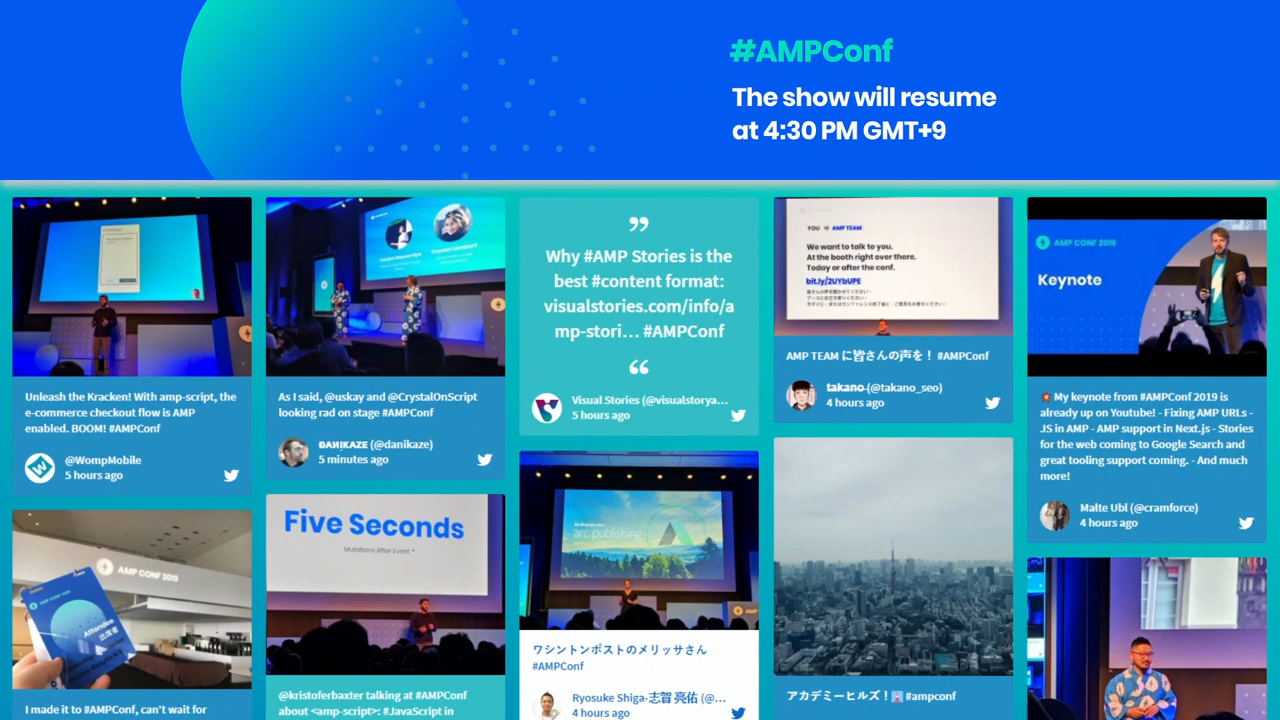 #AMPConf
The show will resume
at 4:30 PM GMT+9
Unleash the Kracken! With amp-script, the
e-commerce checkout flow is AMP
enabled. BOOM! #AMPConf
@WompMobile
5 hours ago
AMP CONF 2019
Attendee
出席者
I made it to #AMPConf, can't wait for
As I said, @uskay and @CrystalOnScript
looking rad on stage #AMPConf
(@danikaze)
5 minutes ago
Five Seconds
Mutations After Event *
@kristoferbaxter talking at #AMPConf
about <amp-script>: #JavaScript in
”
Why #AMP Stories is the
best #content format:
visualstories.com/info/a
mp-stori... #AMPConf
“
Visual Stories (@visualstorya...
5 hours ago
arc publishing
AMP
ワシントンポストのメリッサさん
#AMPConf
Ryosuke Shiga-志賀 亮佑 (@...
4 hours ago
YOU ⇒ AMP TEAM
We want to talk to you.
At the booth right over there.
Today or after the conf.
bit.ly/2UYbUPE
AMP TEAM に皆さんの声を! #AMPConf
takano (@takano_seo)
4 hours ago
アカデミーヒルズ! #ampconf
AMP CONF 2019
Keynote
My keynote from #AMPConf 2019 is
already up on Youtube! - Fixing AMP URLs -
JS in AMP - AMP support in Next.js - Stories
for the web coming to Google Search and
great tooling support coming. - And much
more!
Malte Ubl (@cramforce)
4 hours ago